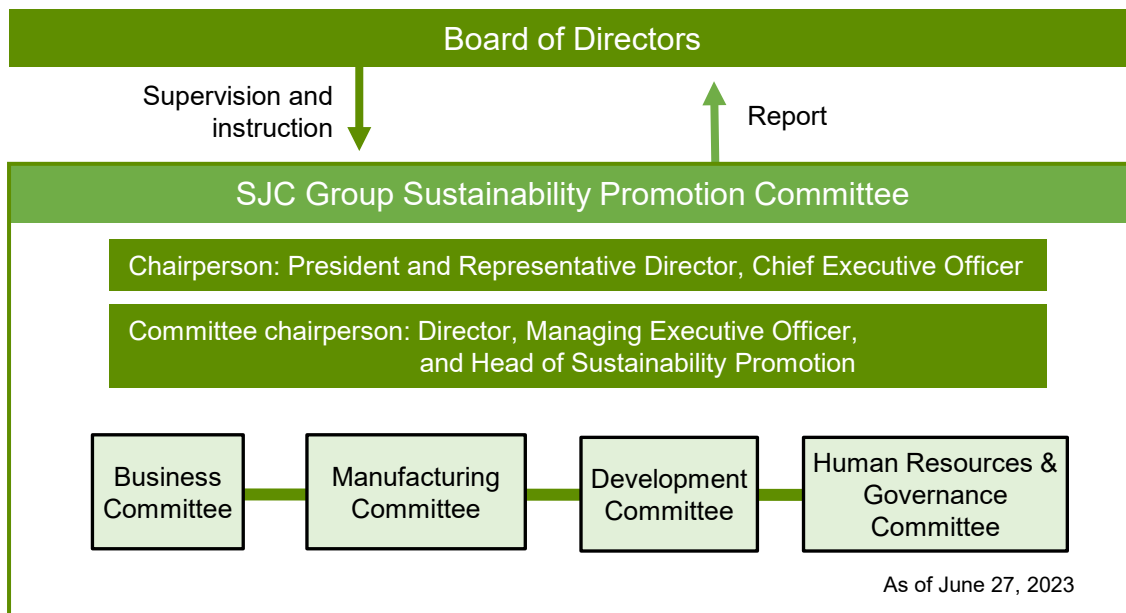 Board of Directors
Supervision and
instruction
Report
SJC Group Sustainability Promotion Committee
Chairperson: President and Representative Director, Chief Executive Officer
Committee chairperson: Director, Managing Executive Officer,
and Head of Sustainability Promotion
Business
Committee
Manufacturing
Committee
Development
Committee
Human Resources &
Governance
Committee
As of June 27, 2023